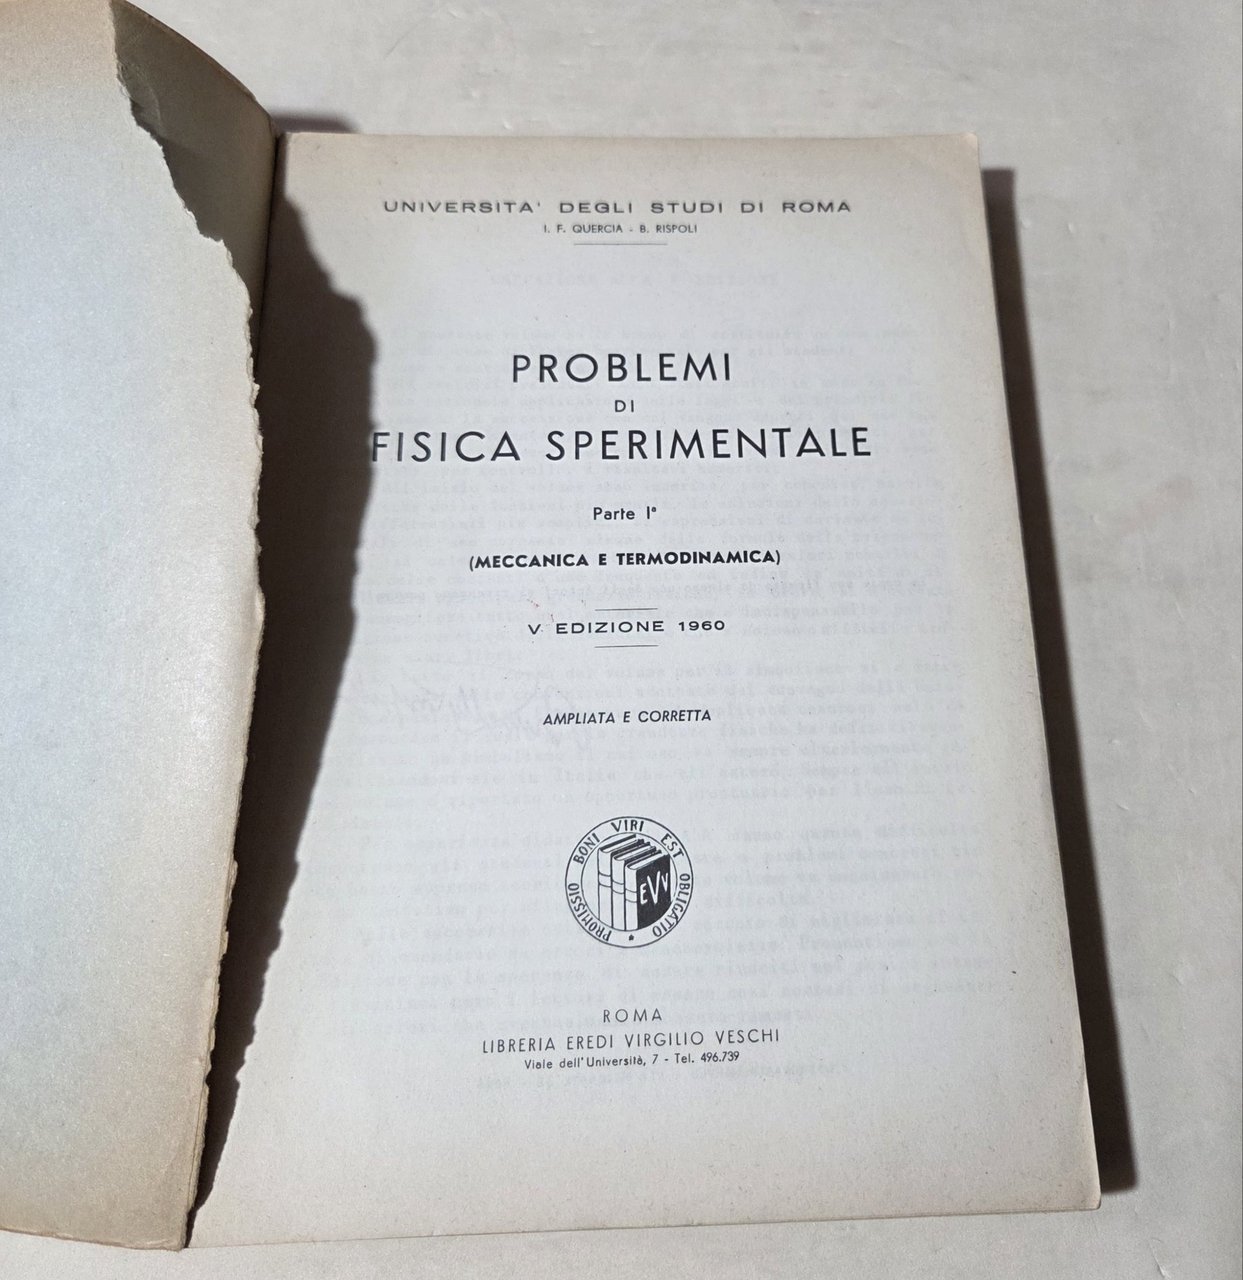 UNIVERSITA' DEGLI STUDI DI ROMA
I. F. QUERCIA - B. RISPOLI
PROBLEMI
DI
FISICA SPERIMENTALE
Parte Iª
(MECCANICA E TERMODINAMICA)
V EDIZIONE 1960
AMPLIATA E CORRETTA
PROMISSIO BONI VIRI EST OBLIGATIO
EVV
ROMA
LIBRERIA EREDI VIRGILIO VESCHI
Viale dell'Università, 7 - Tel. 496.739